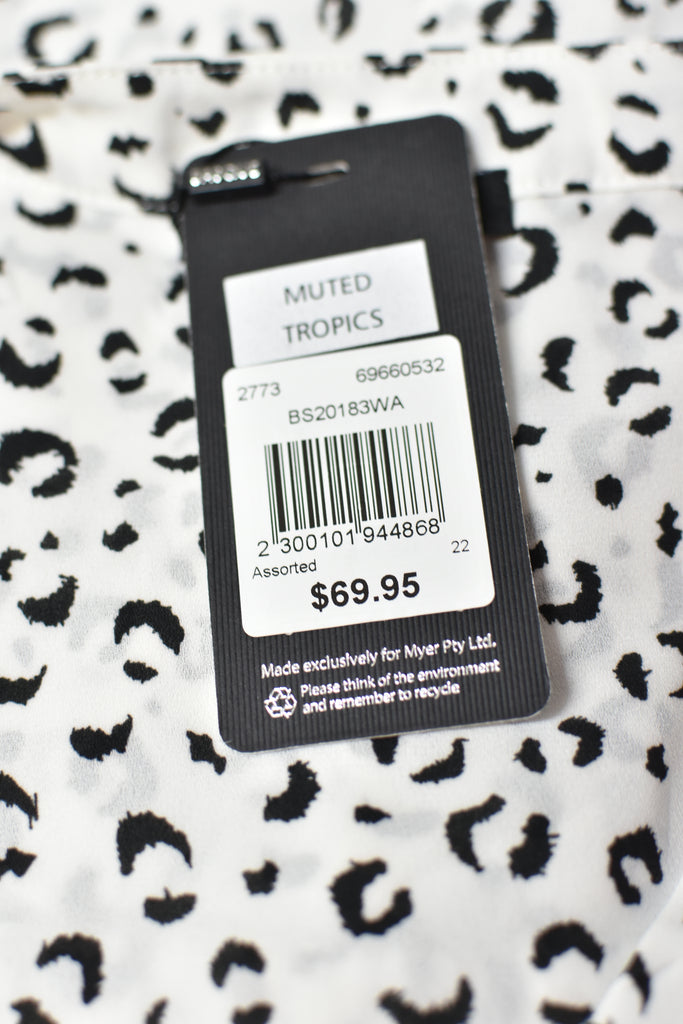 MUTED
TROPICS
2773 69660532
BS20183WA
2 300101 944868
Assorted 22
$69.95
Made exclusively for Myer Pty Ltd.
Please think of the environment
and remember to recycle